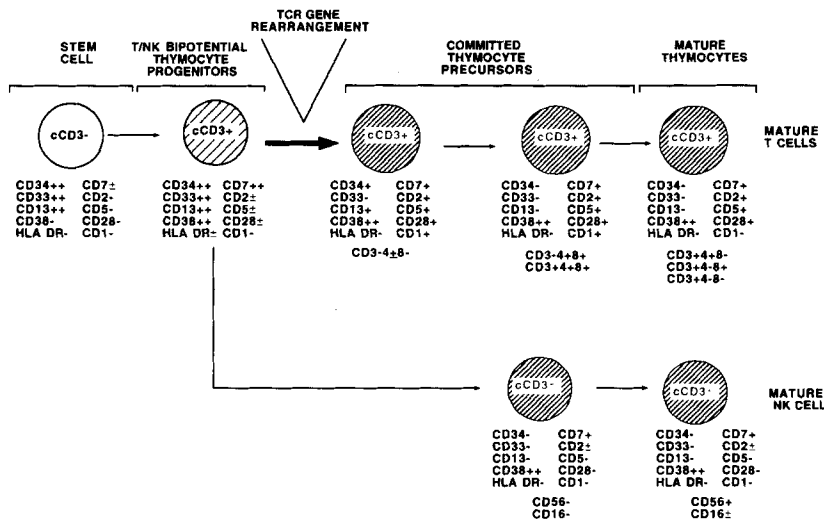 TCR GENE
REARRANGEMENT
STEM
CELL
T/NK BIPOTENTIAL
THYMOCYTE
PROGENITORS
COMMITTED
THYMOCYTE
PRECURSORS
MATURE
THYMOCYTES
cCD3-
cCD3+
cCD3+
cCD3+
cCD3+
MATURE
T CELLS
CD34++ CD7±
CD33++ CD2-
CD13++ CD5-
CD38- CD28-
HLA DR- CD1-
CD34++ CD7++
CD33++ CD2±
CD13++ CD5±
CD38++ CD28±
HLA DR± CD1-
CD34+ CD7+
CD33- CD2+
CD13+ CD5+
CD38++ CD28+
HLA DR- CD1+
CD3-4±8-
CD34- CD7+
CD33- CD2+
CD13- CD5+
CD38++ CD28+
HLA DR- CD1+
CD3-4+8+
CD3+4+8+
CD34- CD7+
CD33- CD2+
CD13- CD5+
CD38++ CD28+
HLA DR- CD1-
CD3+4+8-
CD3+4-8+
CD3+4-8-
cCD3-
cCD3-
MATURE
NK CELL
CD34- CD7+
CD33- CD2±
CD13- CD5-
CD38++ CD28-
HLA DR- CD1-
CD56-
CD16-
CD34- CD7+
CD33- CD2±
CD13- CD5-
CD38++ CD28-
HLA DR- CD1-
CD56+
CD16±